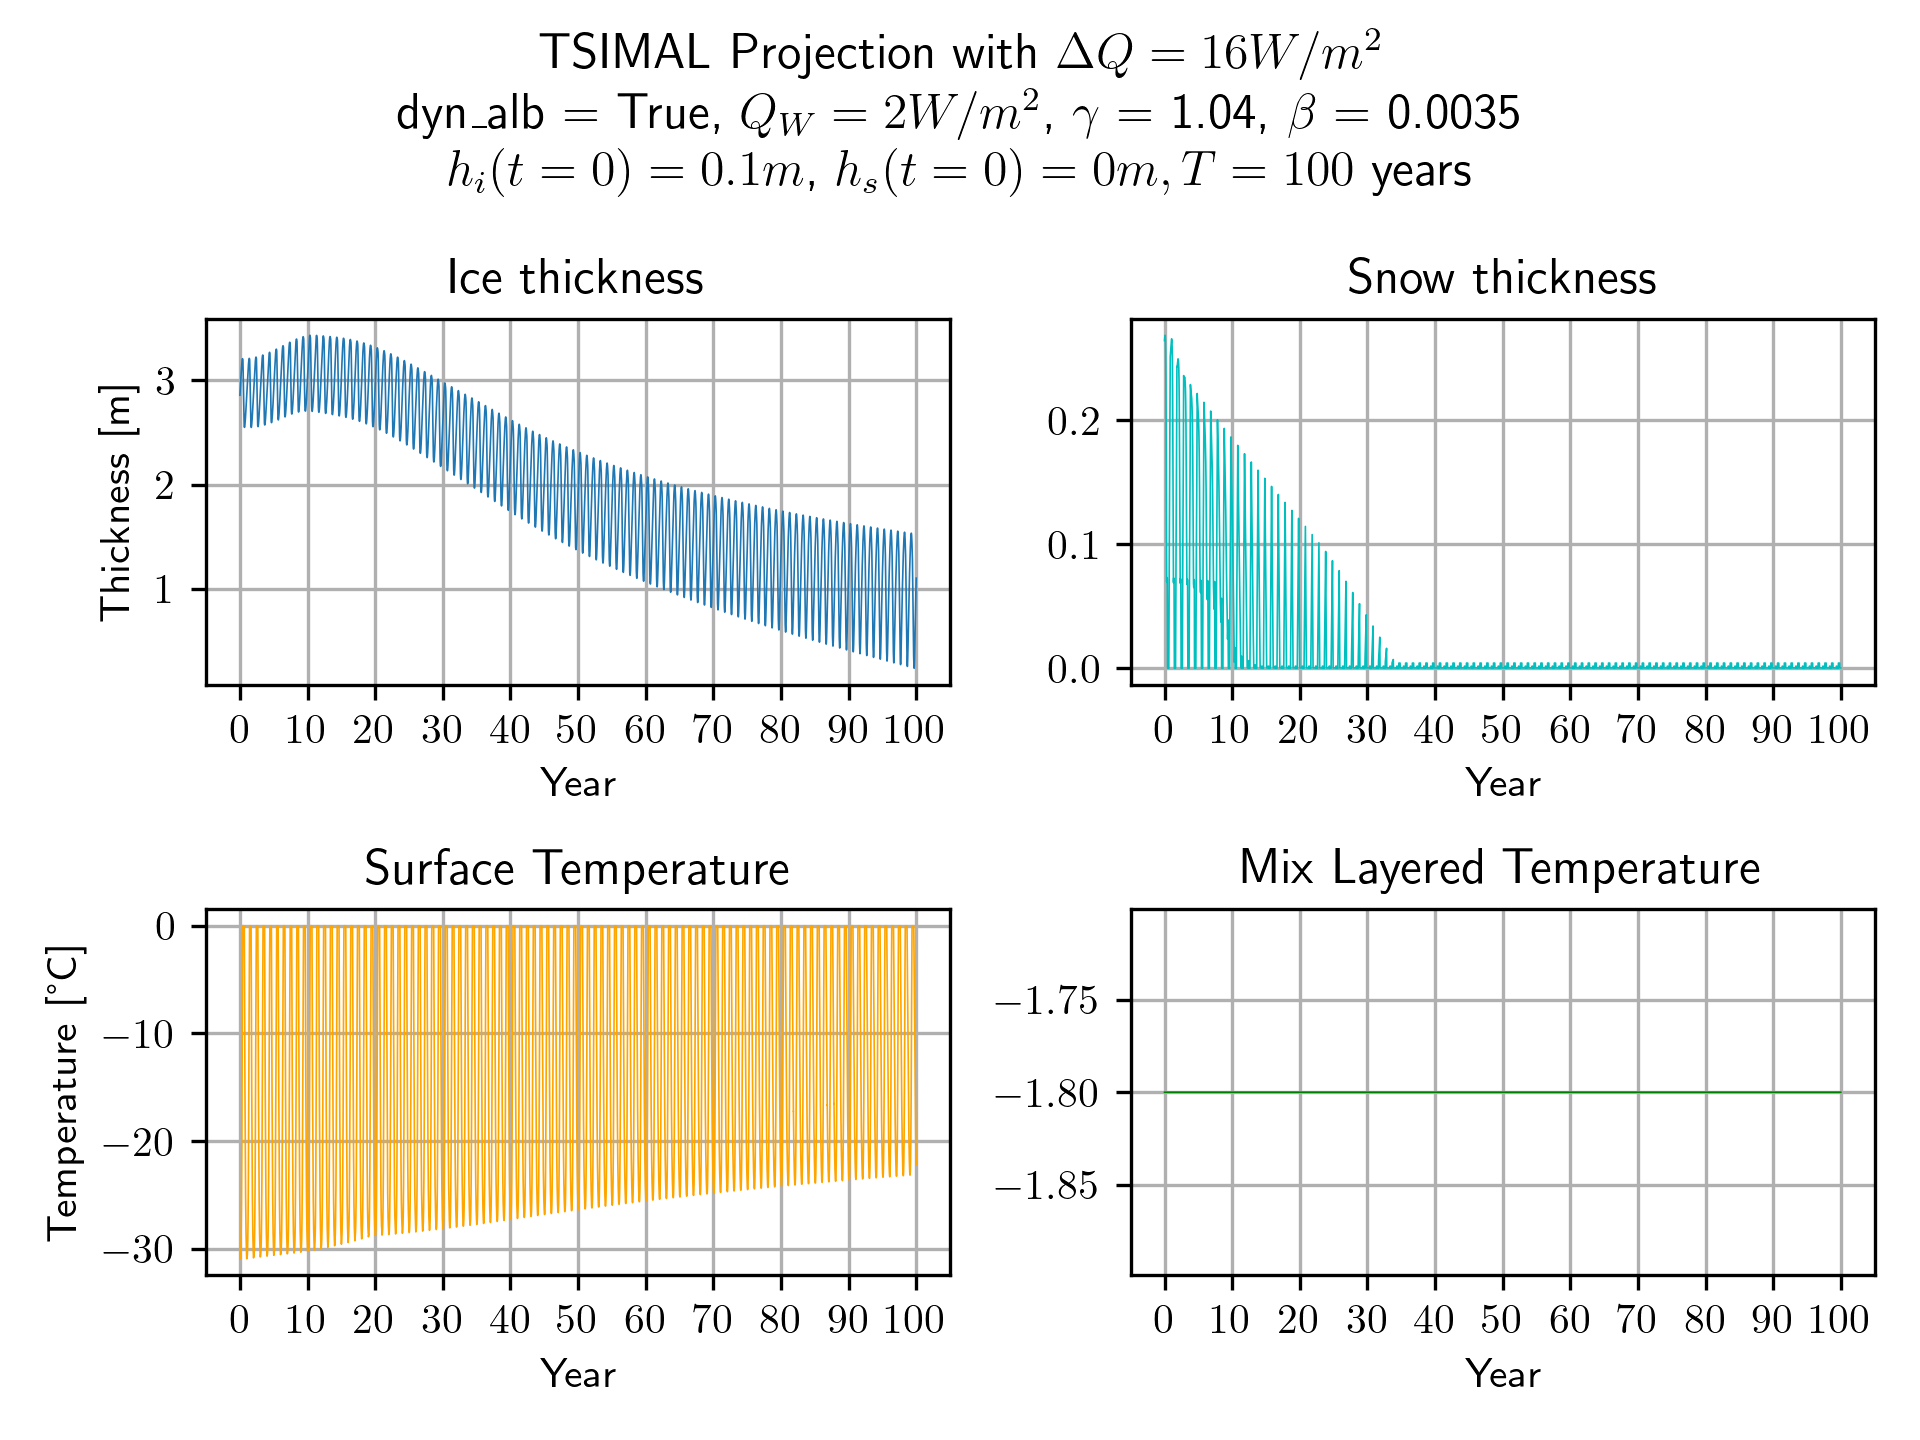 TSIMAL Projection with ΔQ = 16W/m²
dyn_alb = True, Q_W = 2W/m², γ = 1.04, β = 0.0035
h_i(t = 0) = 0.1m, h_s(t = 0) = 0m, T = 100 years
Ice thickness
Thickness [m]
3
2
1
0 10 20 30 40 50 60 70 80 90 100
Year
Snow thickness
0.2
0.1
0.0
0 10 20 30 40 50 60 70 80 90 100
Year
Surface Temperature
Temperature [°C]
0
−10
−20
−30
0 10 20 30 40 50 60 70 80 90 100
Year
Mix Layered Temperature
−1.75
−1.80
−1.85
0 10 20 30 40 50 60 70 80 90 100
Year